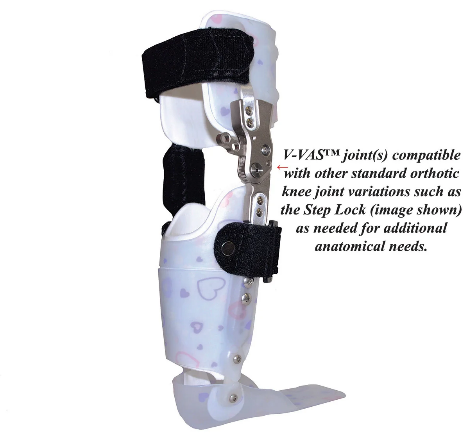 V-VAS™ joint(s) compatible
with other standard orthotic
knee joint variations such as
the Step Lock (image shown)
as needed for additional
anatomical needs.